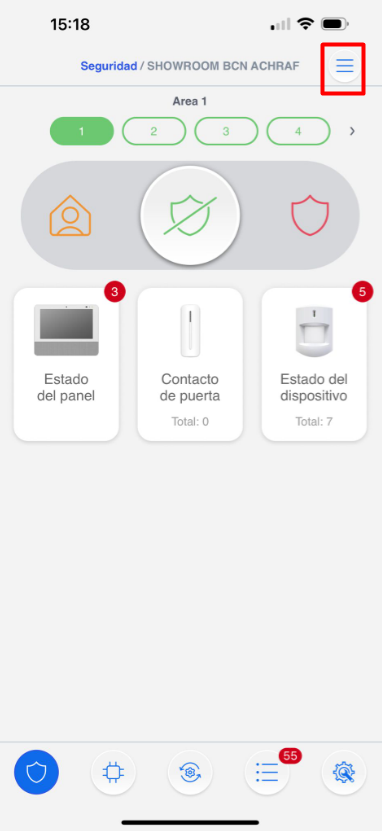 15:18
Seguridad / SHOWROOM BCN ACHRAF
Area 1
1 2 3 4
3
5
1
Estado
del panel
Contacto
de puerta
Total: 0
Estado del
dispositivo
Total: 7
55